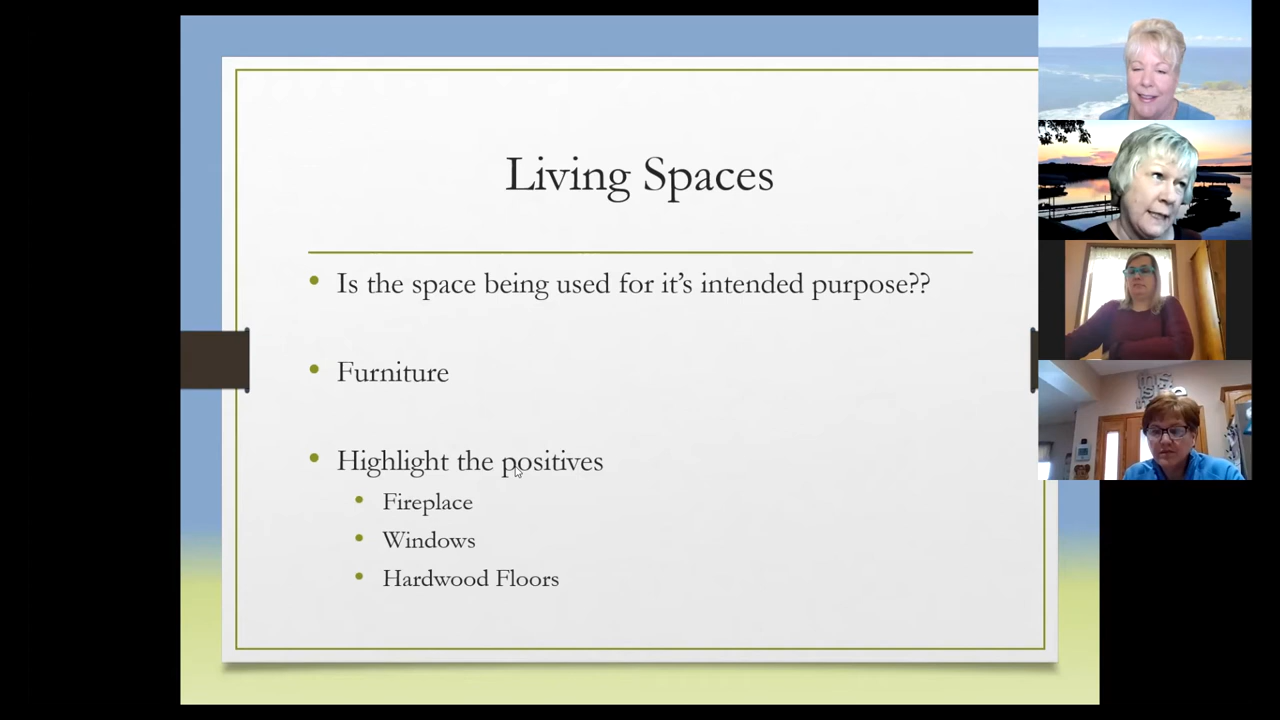 Living Spaces
Is the space being used for it's intended purpose??
Furniture
Highlight the positives
Fireplace
Windows
Hardwood Floors